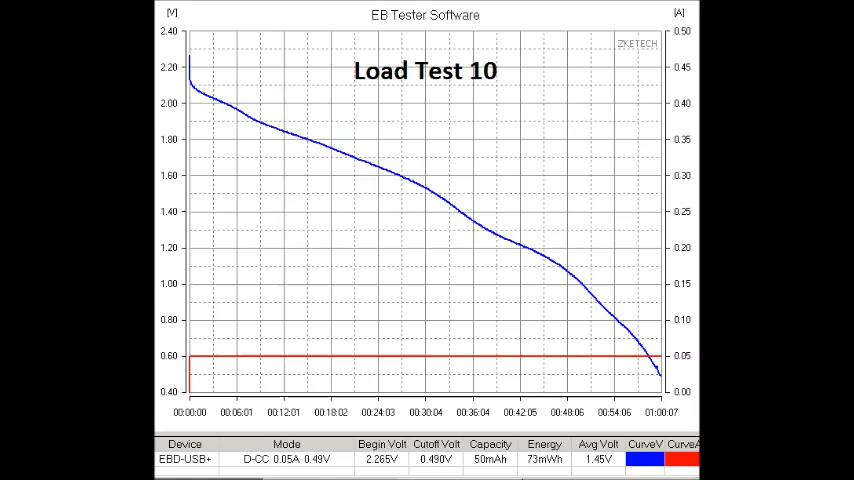 [V] EB Tester Software [A]
2.40 0.50
ZKETECH
Load Test 10
2.20 0.45
2.00 0.40
1.80 0.35
1.60 0.30
1.40 0.25
1.20 0.20
1.00 0.15
0.80 0.10
0.60 0.05
0.40 0.00
00:00:00 00:06:01 00:12:01 00:18:02 00:24:03 00:30:04 00:36:04 00:42:05 00:48:06 00:54:06 01:00:07
Device Mode Begin Volt Cutoff Volt Capacity Energy Avg Volt CurveV CurveA
EBD-USB+ D-CC 0.05A 0.49V 2.265V 0.490V 50mAh 73mWh 1.45V